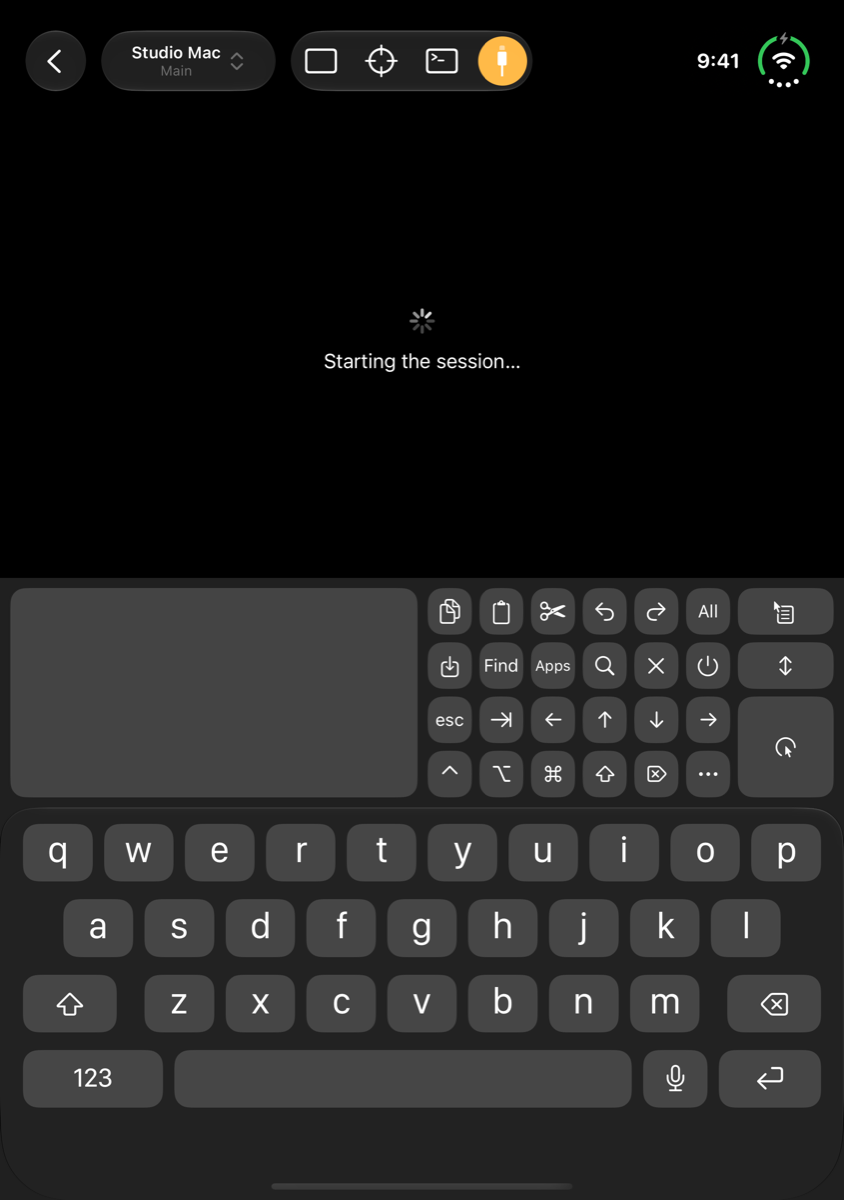 Studio Mac
Main
9:41
Starting the session...
All
Find Apps
esc
q w e r t y u i o p
a s d f g h j k l
z x c v b n m
123